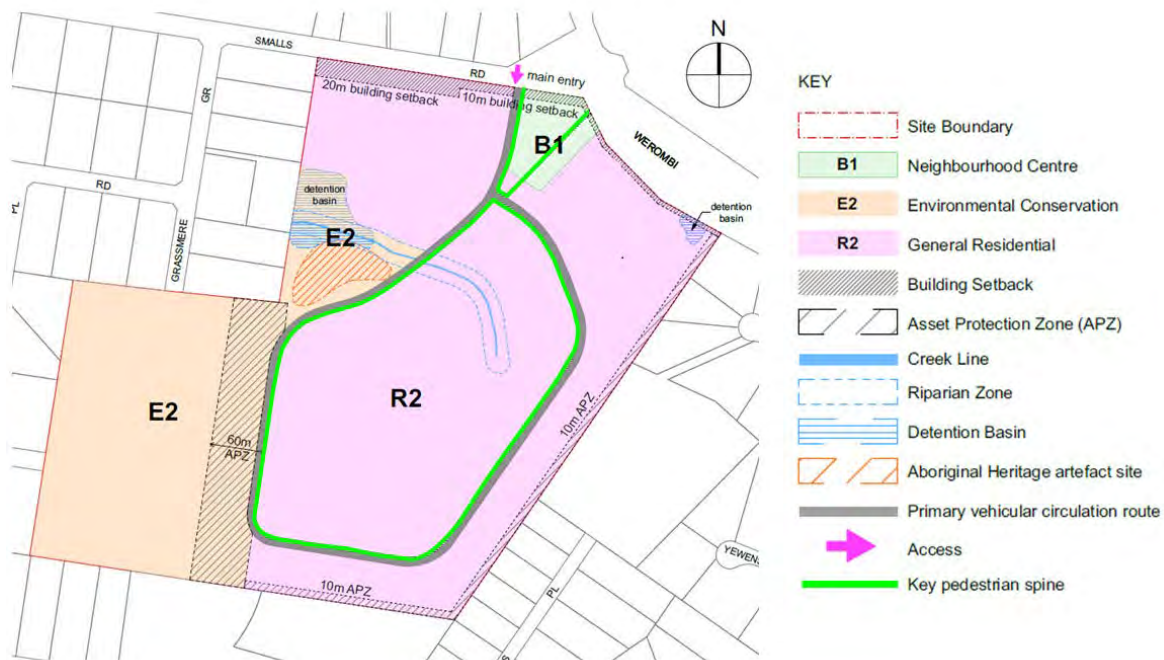 SMALLS
RD
main entry
N
20m building setback
10m building setback
B1
WEROMBI
GR
RD
PL
GRASSMERE
detention
basin
E2
detention
basin
R2
E2
60m
APZ
10m APZ
10m APZ
PL
YEWENS
KEY
Site Boundary
B1 Neighbourhood Centre
E2 Environmental Conservation
R2 General Residential
Building Setback
Asset Protection Zone (APZ)
Creek Line
Riparian Zone
Detention Basin
Aboriginal Heritage artefact site
Primary vehicular circulation route
Access
Key pedestrian spine